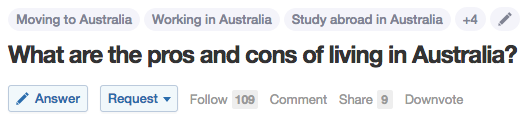 Moving to Australia Working in Australia Study abroad in Australia +4
What are the pros and cons of living in Australia?
Answer Request Follow 109 Comment Share 9 Downvote